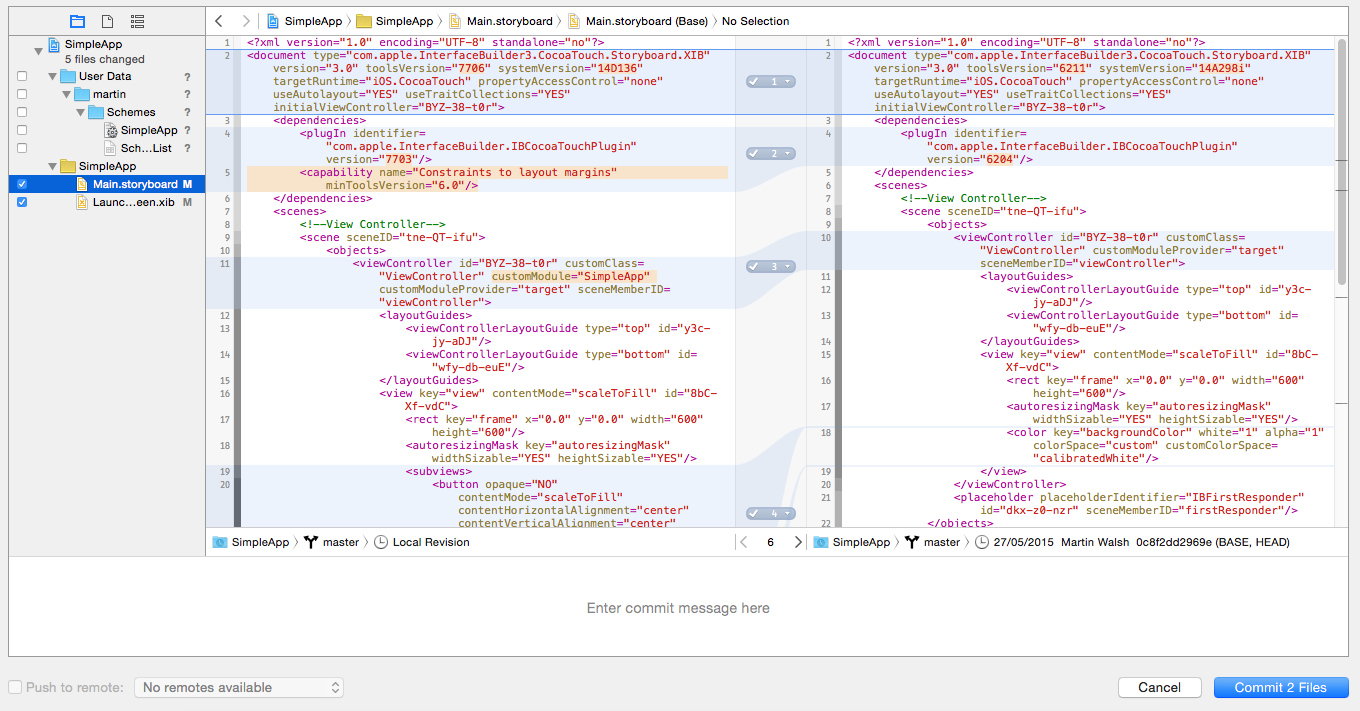 SimpleApp 〉 SimpleApp 〉 Main.storyboard 〉 Main.storyboard (Base) 〉 No Selection
SimpleApp
5 files changed
User Data ?
martin ?
Schemes ?
SimpleApp ?
Sch...List ?
SimpleApp
Main.storyboard M
Launc...een.xib M
1 <?xml version="1.0" encoding="UTF-8" standalone="no"?>
2 <document type="com.apple.InterfaceBuilder3.CocoaTouch.Storyboard.XIB"
version="3.0" toolsVersion="7706" systemVersion="14D136"
targetRuntime="iOS.CocoaTouch" propertyAccessControl="none"
useAutolayout="YES" useTraitCollections="YES"
initialViewController="BYZ-38-t0r">
3 <dependencies>
4 <plugIn identifier=
"com.apple.InterfaceBuilder.IBCocoaTouchPlugin"
version="7703"/>
5 <capability name="Constraints to layout margins"
minToolsVersion="6.0"/>
6 </dependencies>
7 <scenes>
8 <!--View Controller-->
9 <scene sceneID="tne-QT-ifu">
10 <objects>
11 <viewController id="BYZ-38-t0r" customClass=
"ViewController" customModule="SimpleApp"
customModuleProvider="target" sceneMemberID=
"viewController">
12 <layoutGuides>
13 <viewControllerLayoutGuide type="top" id="y3c-
jy-aDJ"/>
14 <viewControllerLayoutGuide type="bottom" id=
"wfy-db-euE"/>
15 </layoutGuides>
16 <view key="view" contentMode="scaleToFill" id="8bC-
Xf-vdC">
17 <rect key="frame" x="0.0" y="0.0" width="600"
height="600"/>
18 <autoresizingMask key="autoresizingMask"
widthSizable="YES" heightSizable="YES"/>
19 <subviews>
20 <button opaque="NO"
contentMode="scaleToFill"
contentHorizontalAlignment="center"
contentVerticalAlignment="center"
1
2
3
4
1 <?xml version="1.0" encoding="UTF-8" standalone="no"?>
2 <document type="com.apple.InterfaceBuilder3.CocoaTouch.Storyboard.XIB"
version="3.0" toolsVersion="6211" systemVersion="14A298i"
targetRuntime="iOS.CocoaTouch" propertyAccessControl="none"
useAutolayout="YES" useTraitCollections="YES"
initialViewController="BYZ-38-t0r">
3 <dependencies>
4 <plugIn identifier=
"com.apple.InterfaceBuilder.IBCocoaTouchPlugin"
version="6204"/>
5 </dependencies>
6 <scenes>
7 <!--View Controller-->
8 <scene sceneID="tne-QT-ifu">
9 <objects>
10 <viewController id="BYZ-38-t0r" customClass=
"ViewController" customModuleProvider="target"
sceneMemberID="viewController">
11 <layoutGuides>
12 <viewControllerLayoutGuide type="top" id="y3c-
jy-aDJ"/>
13 <viewControllerLayoutGuide type="bottom" id=
"wfy-db-euE"/>
14 </layoutGuides>
15 <view key="view" contentMode="scaleToFill" id="8bC-
Xf-vdC">
16 <rect key="frame" x="0.0" y="0.0" width="600"
height="600"/>
17 <autoresizingMask key="autoresizingMask"
widthSizable="YES" heightSizable="YES"/>
18 <color key="backgroundColor" white="1" alpha="1"
colorSpace="custom" customColorSpace=
"calibratedWhite"/>
19 </view>
20 </viewController>
21 <placeholder placeholderIdentifier="IBFirstResponder"
id="dkx-z0-nzr" sceneMemberID="firstResponder"/>
22 </objects>
SimpleApp 〉 master 〉 Local Revision
6
SimpleApp 〉 master 〉 27/05/2015 Martin Walsh 0c8f2dd2969e (BASE, HEAD)
Enter commit message here
Push to remote: No remotes available
Cancel
Commit 2 Files